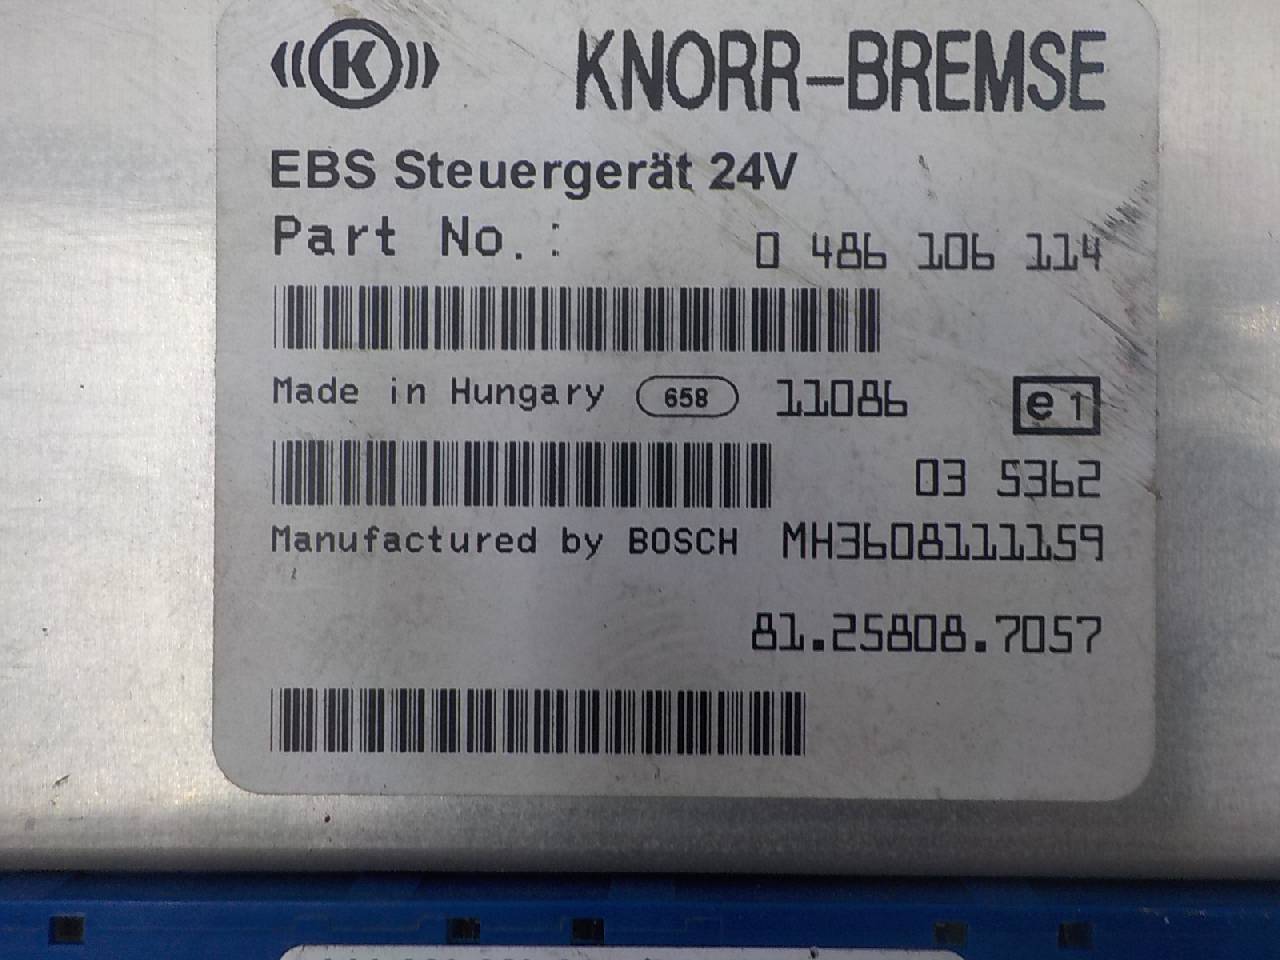 K KNORR-BREMSE
EBS Steuergerät 24V
Part No.: 0 486 106 114
Made in Hungary 658 11086 e1
03 5362
Manufactured by BOSCH MH3608111159
81.25808.7057